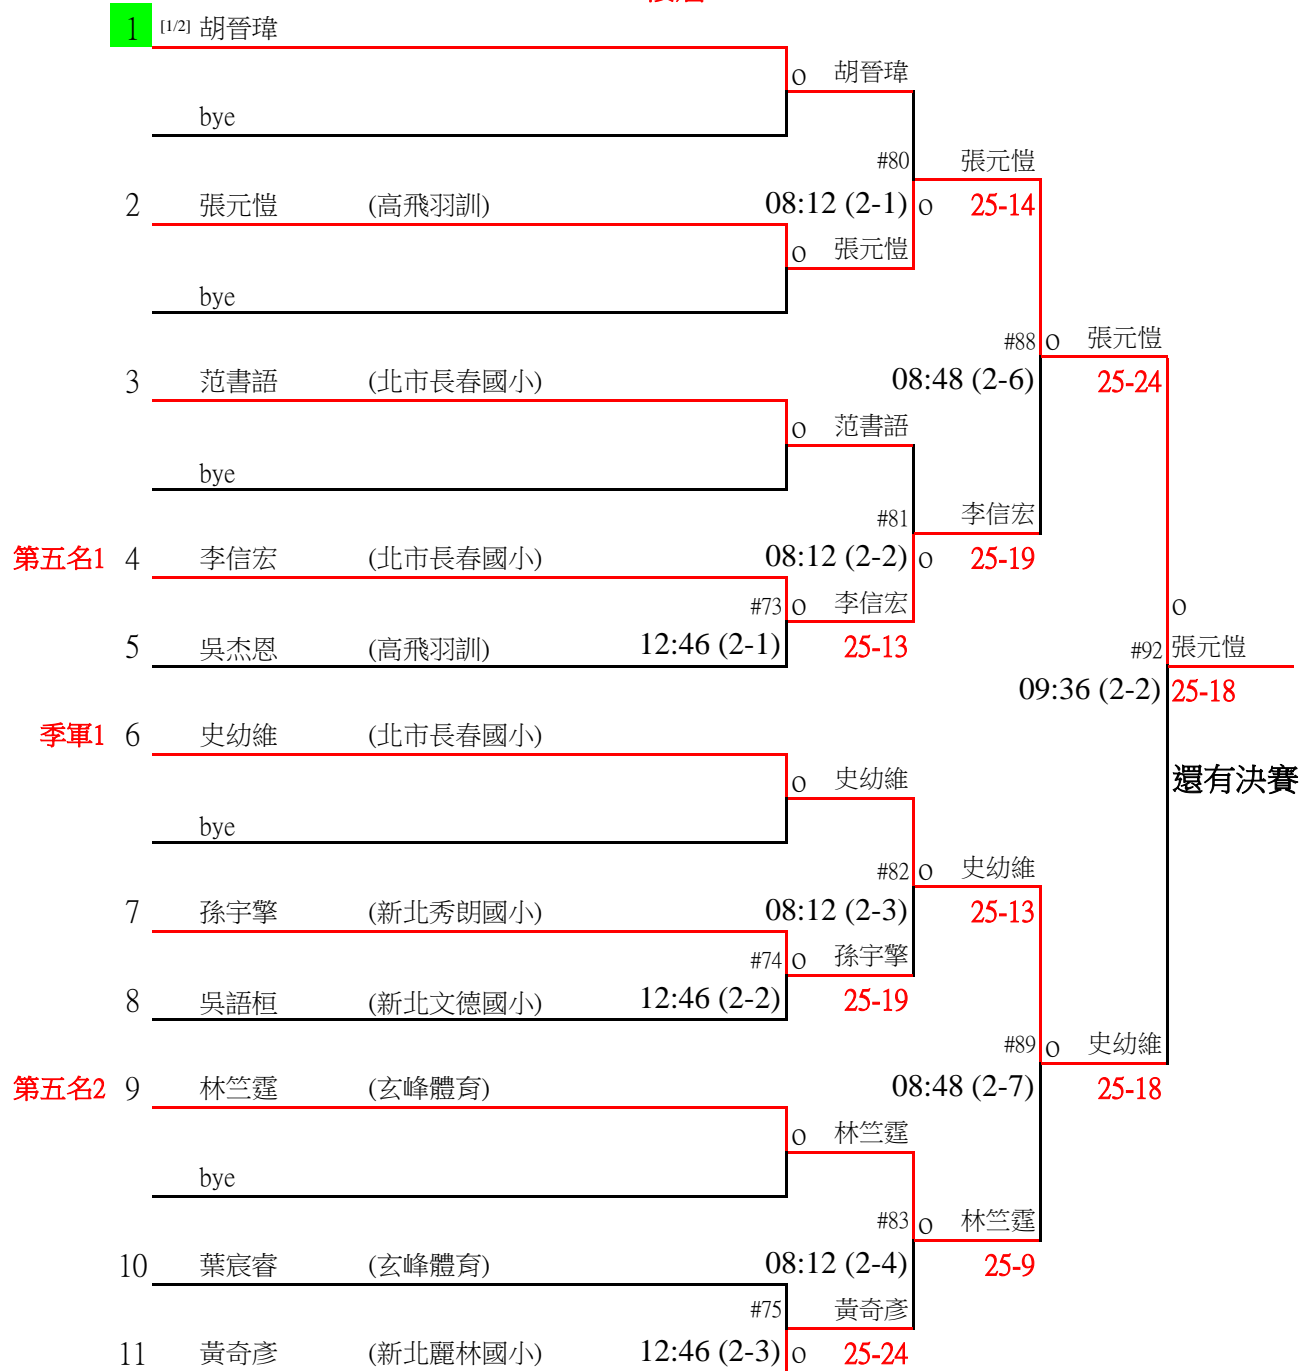 1 [1/2] 胡晉瑋
o 胡晉瑋
bye
#80 張元愷
2 張元愷 (高飛羽訓) 08:12 (2-1) o 25-14
o 張元愷
bye
#88 o 張元愷
3 范書語 (北市長春國小) 08:48 (2-6) 25-24
o 范書語
bye
#81 李信宏
第五名1 4 李信宏 (北市長春國小) 08:12 (2-2) o 25-19
#73 o 李信宏 o
5 吳杰恩 (高飛羽訓) 12:46 (2-1) 25-13 #92 張元愷
09:36 (2-2) 25-18
季軍1 6 史幼維 (北市長春國小)
o 史幼維 還有決賽
bye
#82 o 史幼維
7 孫宇擎 (新北秀朗國小) 08:12 (2-3) 25-13
#74 o 孫宇擎
8 吳語桓 (新北文德國小) 12:46 (2-2) 25-19
#89 o 史幼維
第五名2 9 林竺霆 (玄峰體育) 08:48 (2-7) 25-18
o 林竺霆
bye
#83 o 林竺霆
10 葉宸睿 (玄峰體育) 08:12 (2-4) 25-9
#75 黃奇彥
11 黃奇彥 (新北麗林國小) 12:46 (2-3) o 25-24